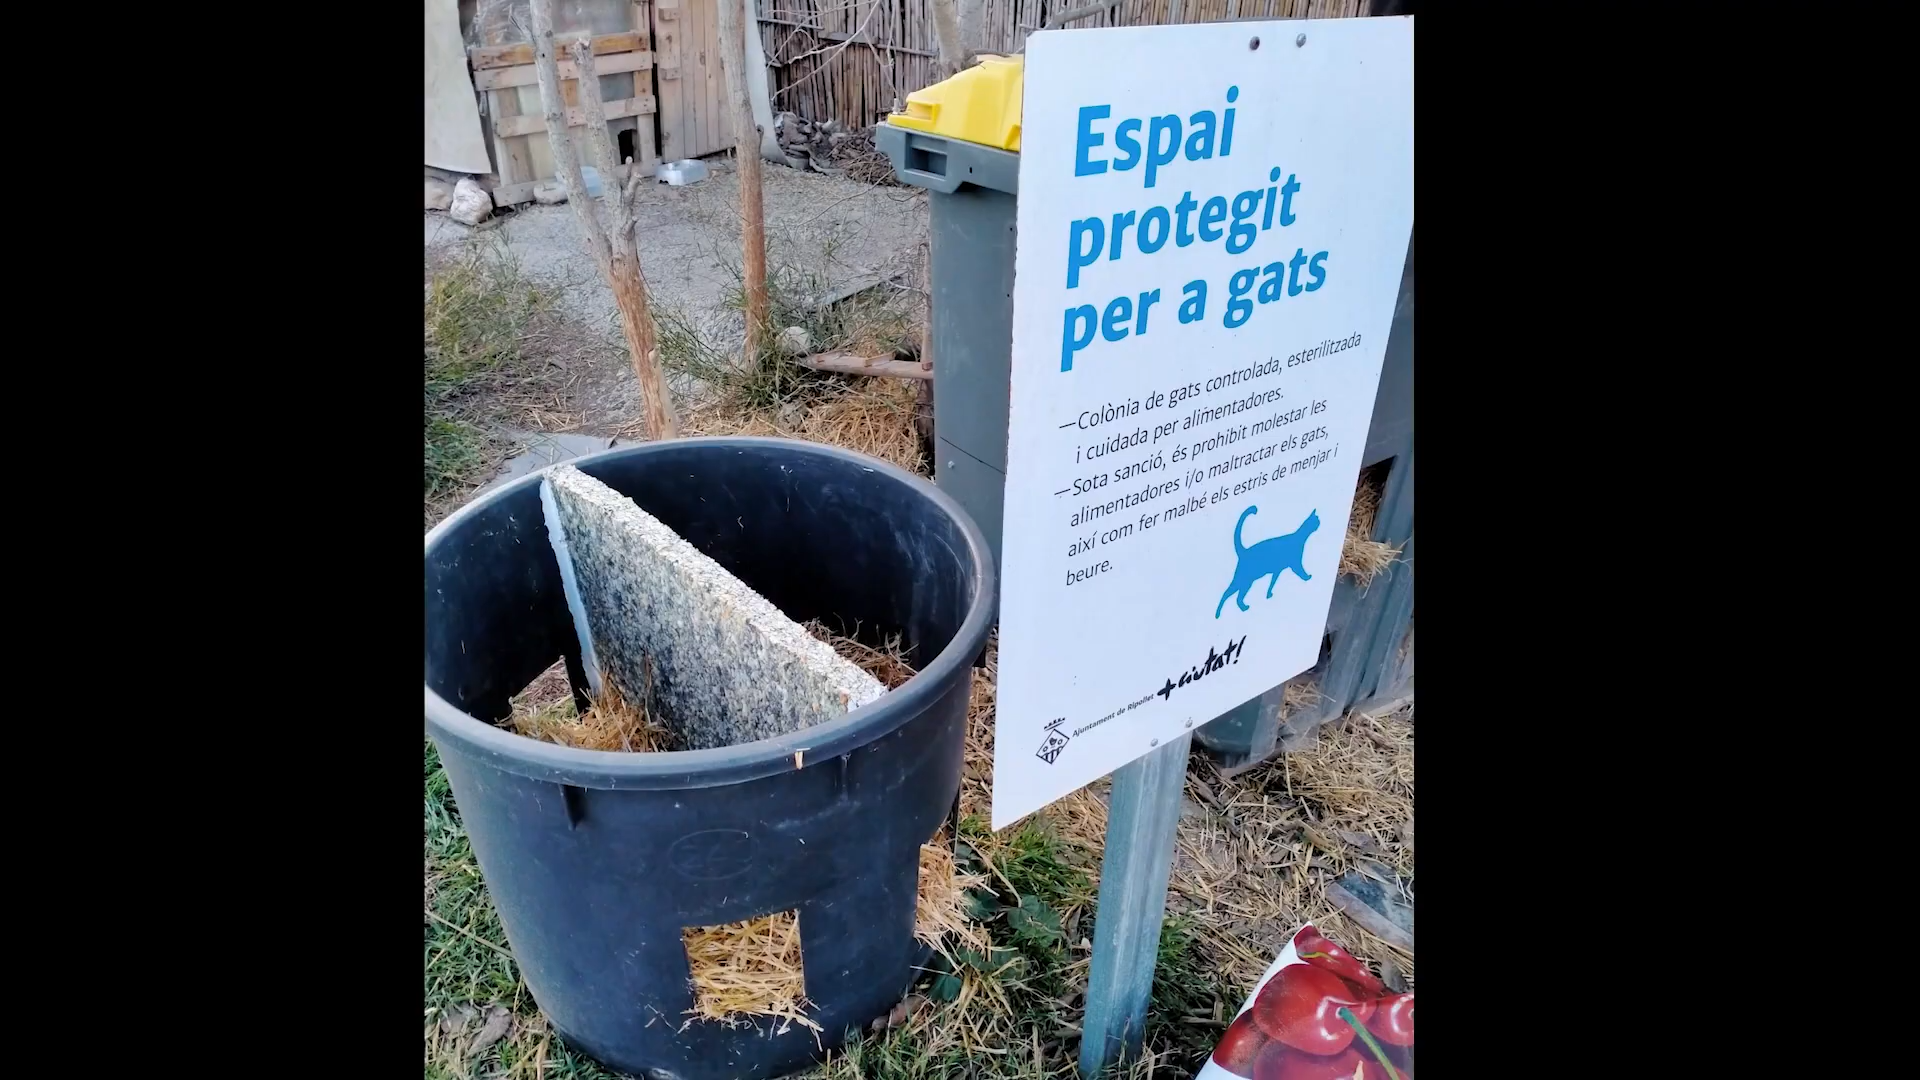 Espai
protegit
per a gats
—Colònia de gats controlada, esterilitzada
i cuidada per alimentadores.
—Sota sanció, és prohibit molestar les
alimentadores i/o maltractar els gats,
així com fer malbé els estris de menjar i
beure.
Ajuntament de Ripollet +ciutat!